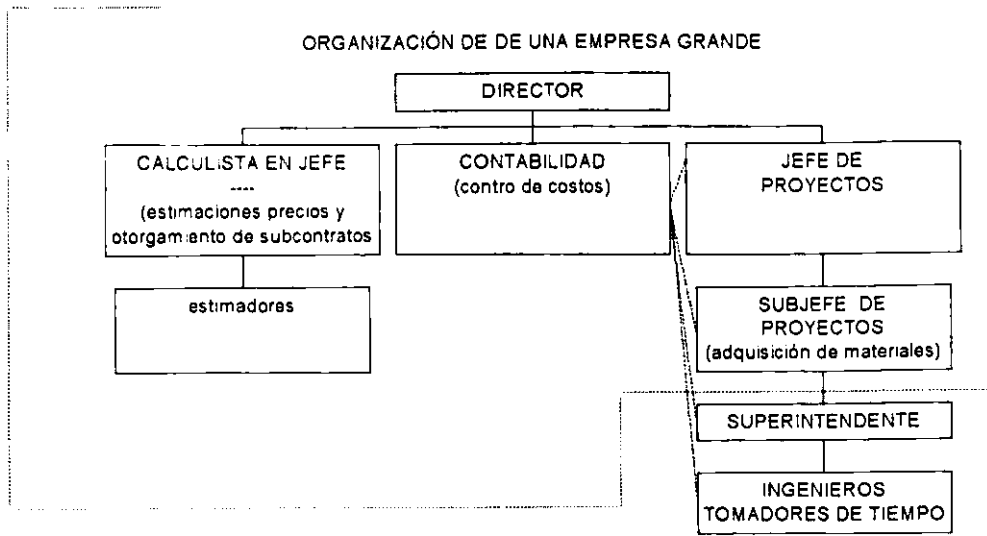 ORGANIZACIÓN DE DE UNA EMPRESA GRANDE
DIRECTOR
CALCULISTA EN JEFE
----
(estimaciones precios y
otorgamiento de subcontratos
CONTABILIDAD
(contro de costos)
JEFE DE
PROYECTOS
estimadores
SUBJEFE DE
PROYECTOS
(adquisición de materiales)
SUPERINTENDENTE
INGENIEROS
TOMADORES DE TIEMPO